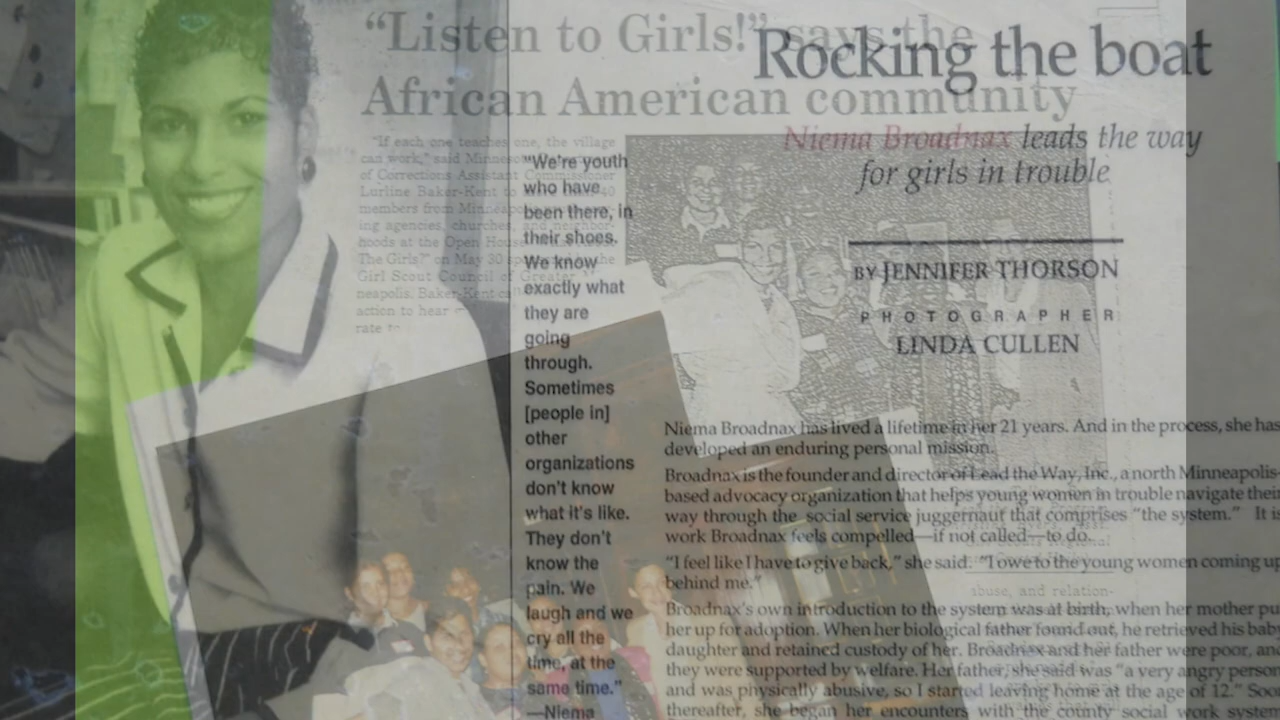 “Listen to Girls!” says the
African American community
“If each one teaches one, the village
can work,” said Minneso
of Corrections Assistant Commissioner
Lurline Baker-Kent to 40
members from Minneapo
ing agencies, churches, and neighbor-
hoods at the Open House
The Girls?” on May 30 the
Girl Scout Council of Greater
neapolis. Baker-Kent
action to hear
rate to
Rocking the boat
Niema Broadnax leads the way
for girls in trouble
BY JENNIFER THORSON
PHOTOGRAPHER
LINDA CULLEN
“We’re youth
who have
been there, in
their shoes.
We know
exactly what
they are
going
through.
Sometimes
[people in]
other
organizations
don’t know
what it’s like.
They don’t
know the
pain. We
laugh and we
cry all the
time, at the
same time.”
—Niema
Niema Broadnax has lived a lifetime in her 21 years. And in the process, she has
developed an enduring personal mission.
Broadnax is the founder and director of Lead the Way, Inc., a north Minneapolis-
based advocacy organization that helps young women in trouble navigate their
way through the social service juggernaut that comprises “the system.” It is
work Broadnax feels compelled—if not called—to do.
“I feel like I have to give back,” she said. “I owe to the young women coming up
behind me.”
Broadnax’s own introduction to the system was at birth, when her mother pu
her up for adoption. When her biological father found out, he retrieved his baby
daughter and retained custody of her. Broadnax and her father were poor, and
they were supported by welfare. Her father, she said was “a very angry person
and was physically abusive, so I started leaving home at the age of 12.” Soo
thereafter, she began her encounters with the county social work system
abuse, and relation-